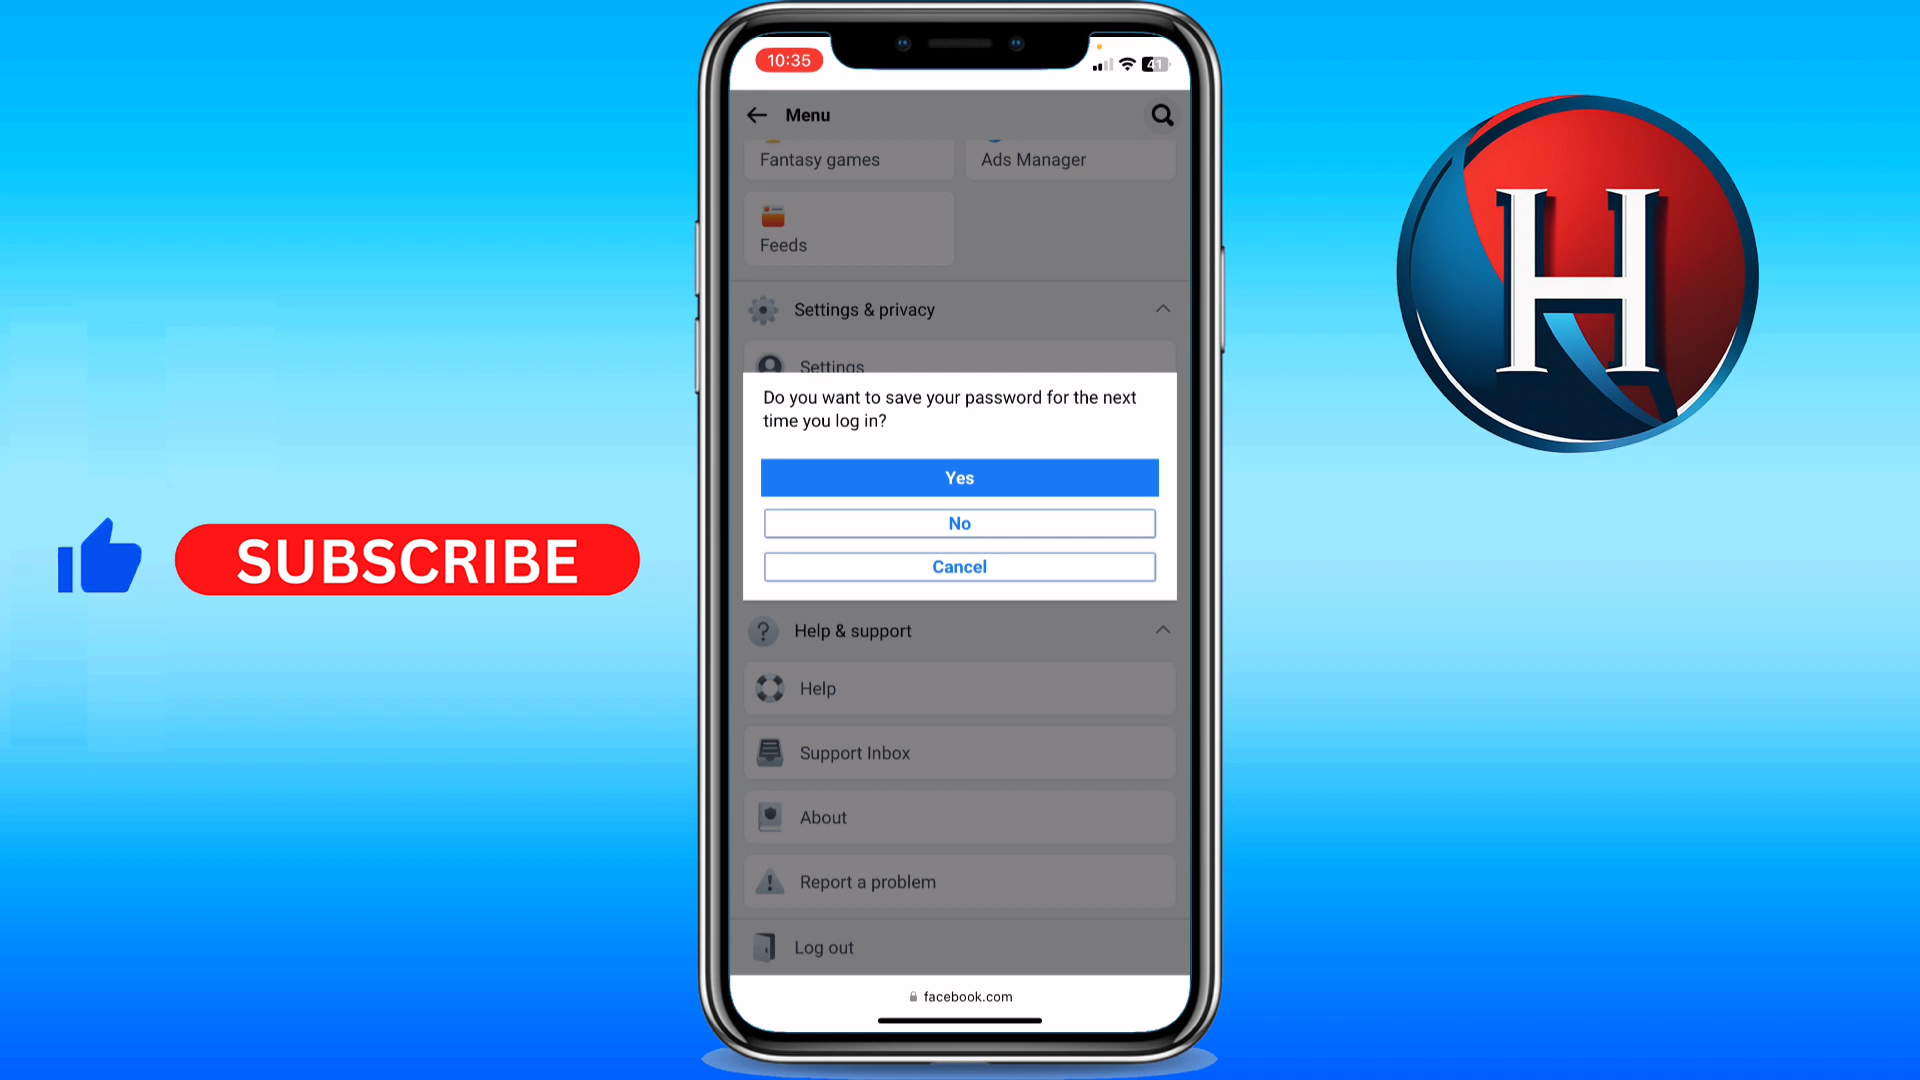 10:35
41
Menu
Fantasy games
Ads Manager
Feeds
Settings & privacy
Settings
Do you want to save your password for the next
time you log in?
Yes
No
Cancel
Help & support
Help
Support Inbox
About
Report a problem
Log out
facebook.com
SUBSCRIBE
H